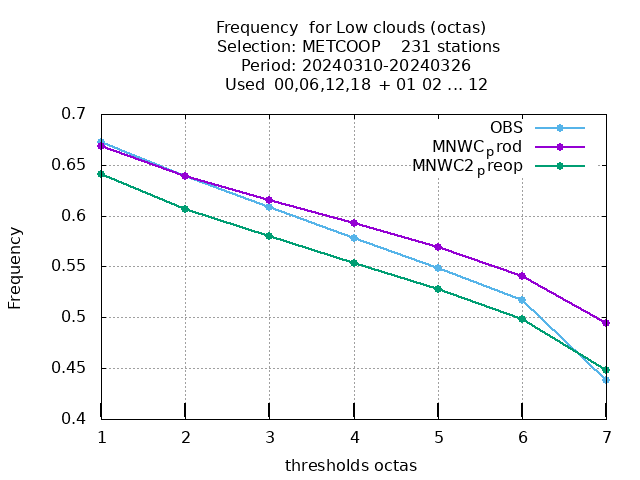 Frequency  for Low clouds (octas)
Selection: METCOOP    231 stations
Period: 20240310-20240326
Used  00,06,12,18 + 01 02 ... 12
0.7
0.65
0.6
0.55
0.5
0.45
0.4
Frequency
OBS
MNWCprod
MNWC2preop
1 2 3 4 5 6 7
thresholds octas